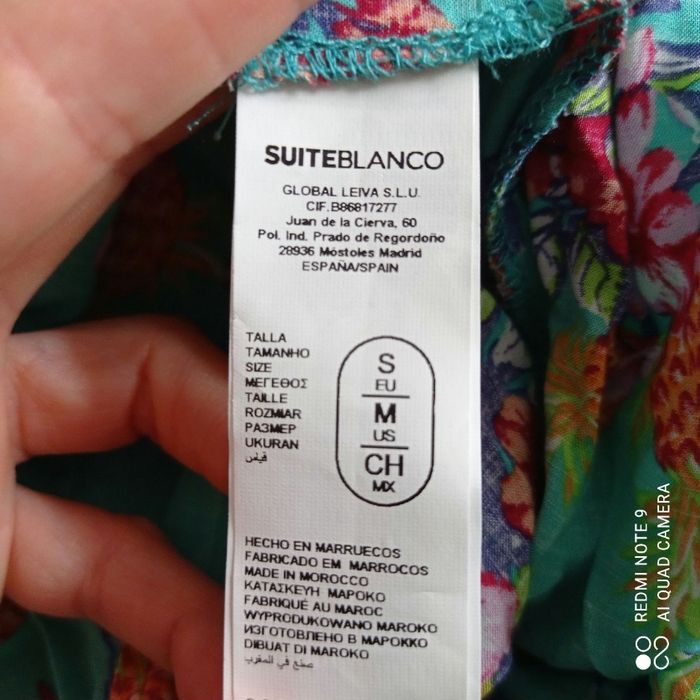 SUITEBLANCO
GLOBAL LEIVA S.L.U.
CIF.B86817277
Juan de la Cierva, 60
Pol. Ind. Prado de Regordoño
28936 Móstoles Madrid
ESPAÑA/SPAIN
TALLA
TAMANHO
SIZE
ΜΕΓΕΘΟΣ
TAILLE
ROZMIAR
РАЗМЕР
UKURAN
قياس
S
EU
M
US
CH
MX
HECHO EN MARRUECOS
FABRICADO EM MARROCOS
MADE IN MOROCCO
ΚΑΤΑΣΚΕΥΗ ΜΑΡΟΚΟ
FABRIQUÉ AU MAROC
WYPRODUKOWANO MAROKO
ИЗГОТОВЛЕНО В МАРОККО
DIBUAT DI MAROKO
صنع في المغرب
REDMI NOTE 9
AI QUAD CAMERA